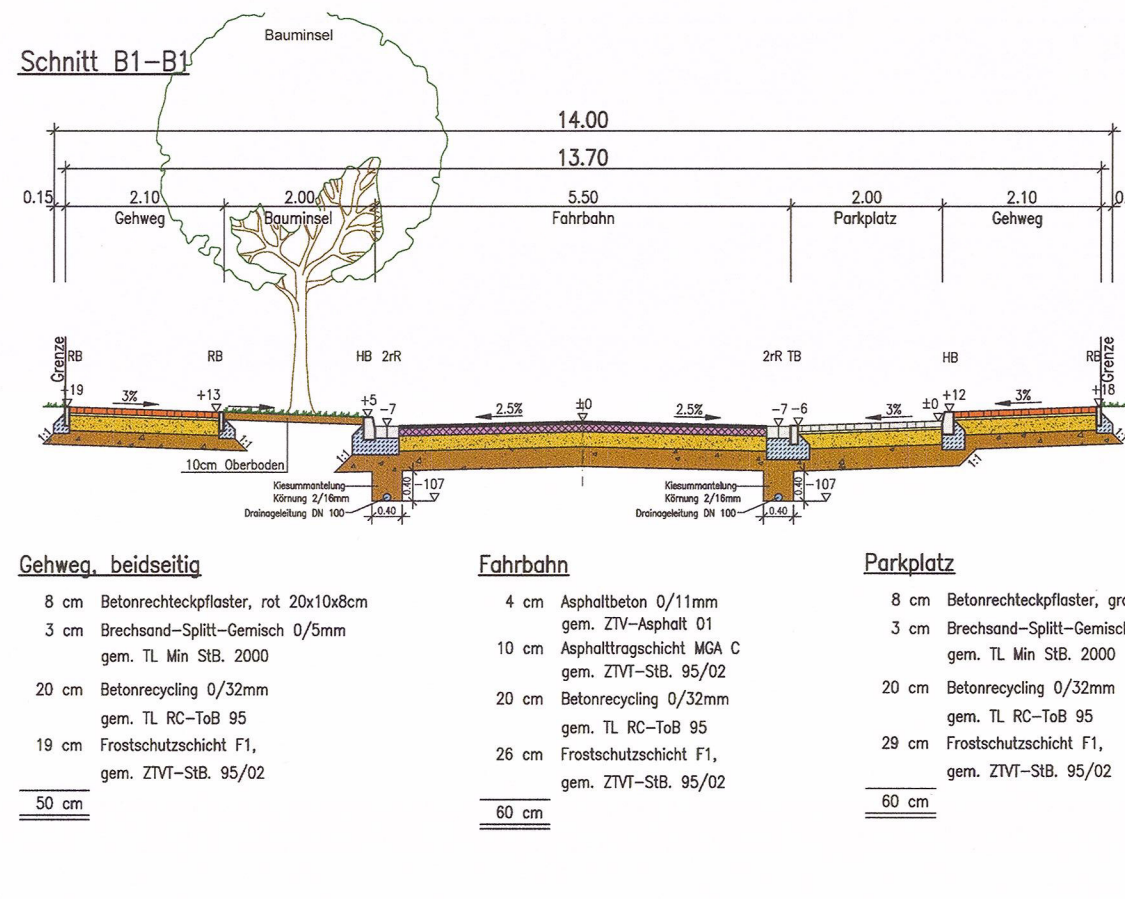 Bauminsel
Schnitt B1–B1
14.00
13.70
0.15 2.10 2.00 5.50 2.00 2.10
Gehweg Bauminsel Fahrbahn Parkplatz Gehweg
Grenze RB RB HB 2rR 2rR TB HB RB Grenze
+19 3% +13 +5 –7 2.5% ±0 2.5% –7 –6 3% ±0 +12 3% +18
1:1 1:1 1:1 1:1 1:1
10cm Oberboden
Kiesummantelung
Körnung 2/16mm
Drainageleitung DN 100
0.40
0.40
–107
Kiesummantelung
Körnung 2/16mm
Drainageleitung DN 100
0.40
0.40
–107
Gehweg, beidseitig
8 cm Betonrechteckpflaster, rot 20x10x8cm
3 cm Brechsand–Splitt–Gemisch 0/5mm
gem. TL Min StB. 2000
20 cm Betonrecycling 0/32mm
gem. TL RC–ToB 95
19 cm Frostschutzschicht F1,
gem. ZTVT–StB. 95/02
50 cm
Fahrbahn
4 cm Asphaltbeton 0/11mm
gem. ZTV–Asphalt 01
10 cm Asphalttragschicht MGA C
gem. ZTVT–StB. 95/02
20 cm Betonrecycling 0/32mm
gem. TL RC–ToB 95
26 cm Frostschutzschicht F1,
gem. ZTVT–StB. 95/02
60 cm
Parkplatz
8 cm Betonrechteckpflaster,
3 cm Brechsand–Splitt–Gemisch
gem. TL Min StB. 2000
20 cm Betonrecycling 0/32mm
gem. TL RC–ToB 95
29 cm Frostschutzschicht F1,
gem. ZTVT–StB. 95/02
60 cm